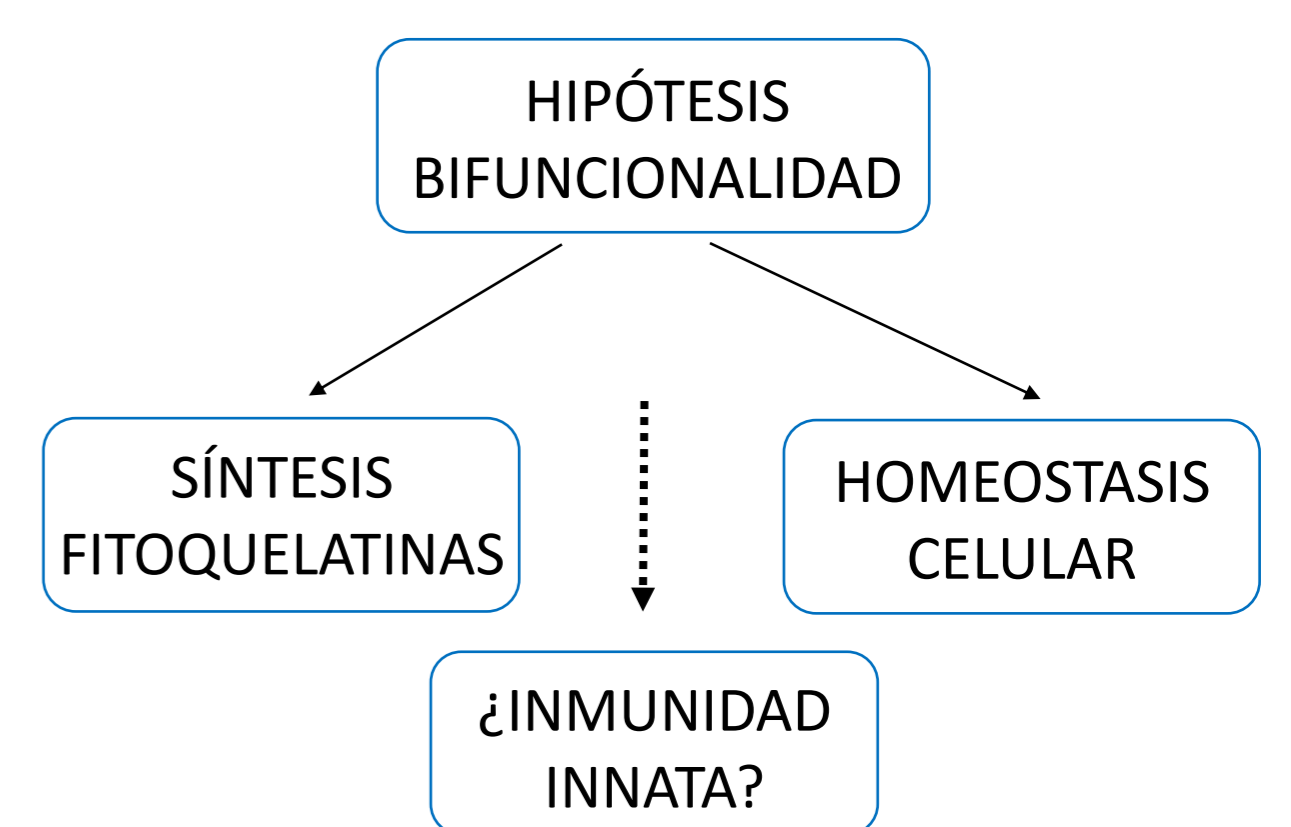 HIPÓTESIS
BIFUNCIONALIDAD
SÍNTESIS
FITOQUELATINAS
HOMEOSTASIS
CELULAR
¿INMUNIDAD
INNATA?